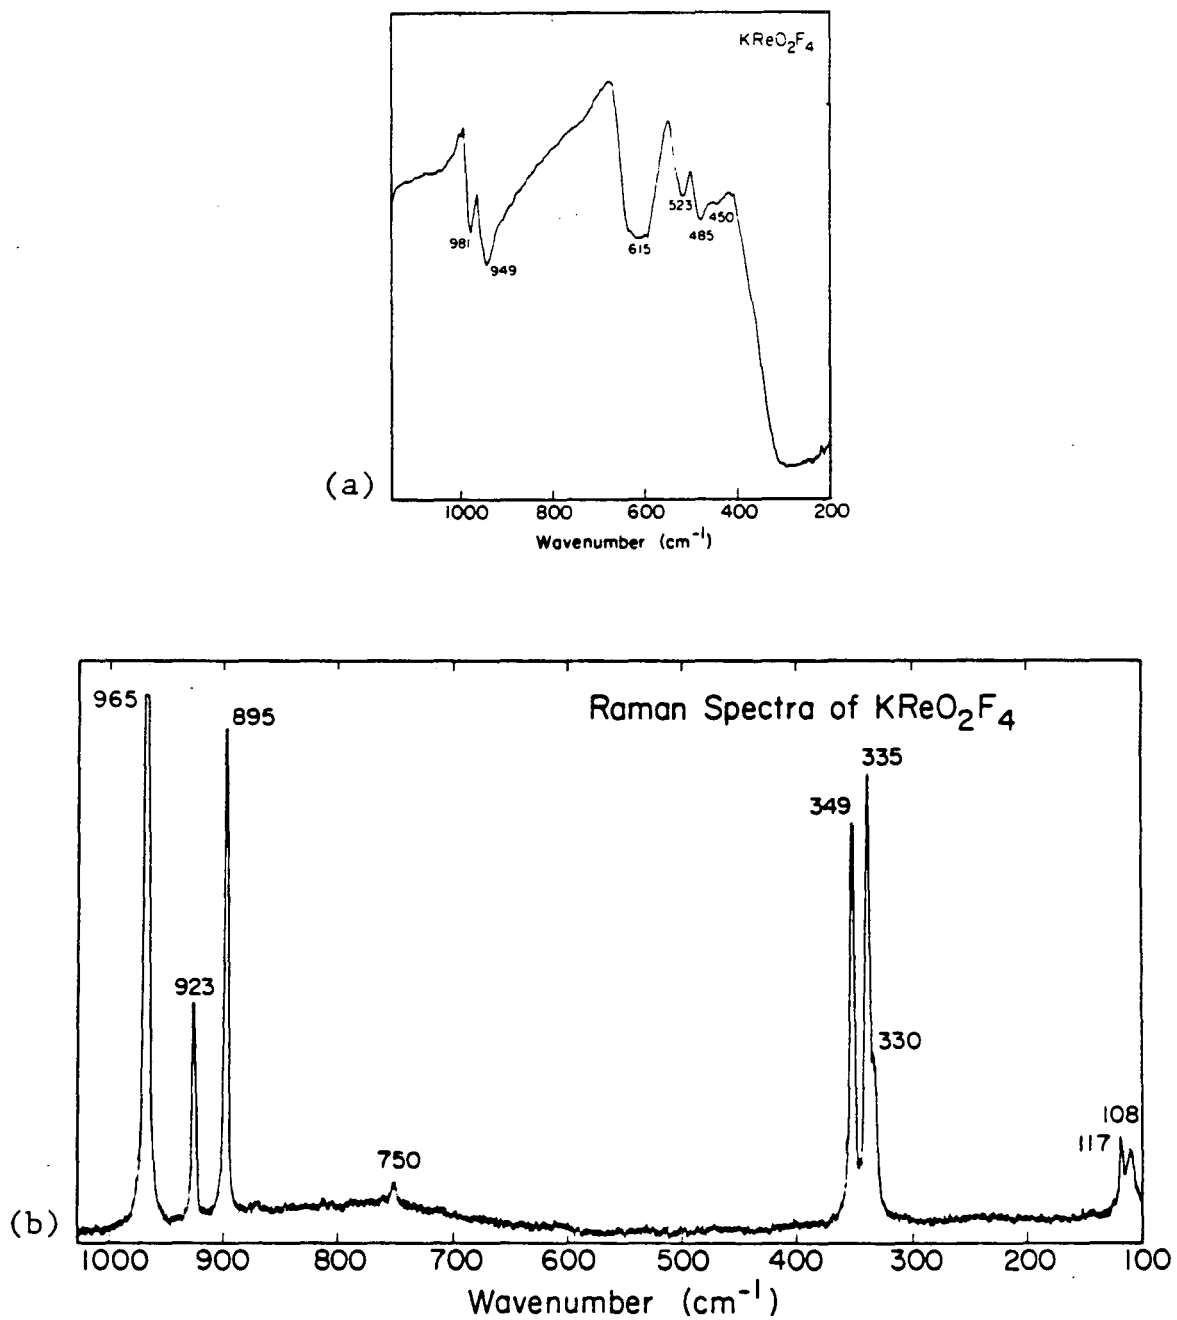 KReO₂F₄
981
949
615
523
485
450
(a)
1000 800 600 400 200
Wavenumber (cm⁻¹)
Raman Spectra of KReO₂F₄
965
895
923
750
349
335
330
108
117
(b)
1000 900 800 700 600 500 400 300 200 100
Wavenumber (cm⁻¹)